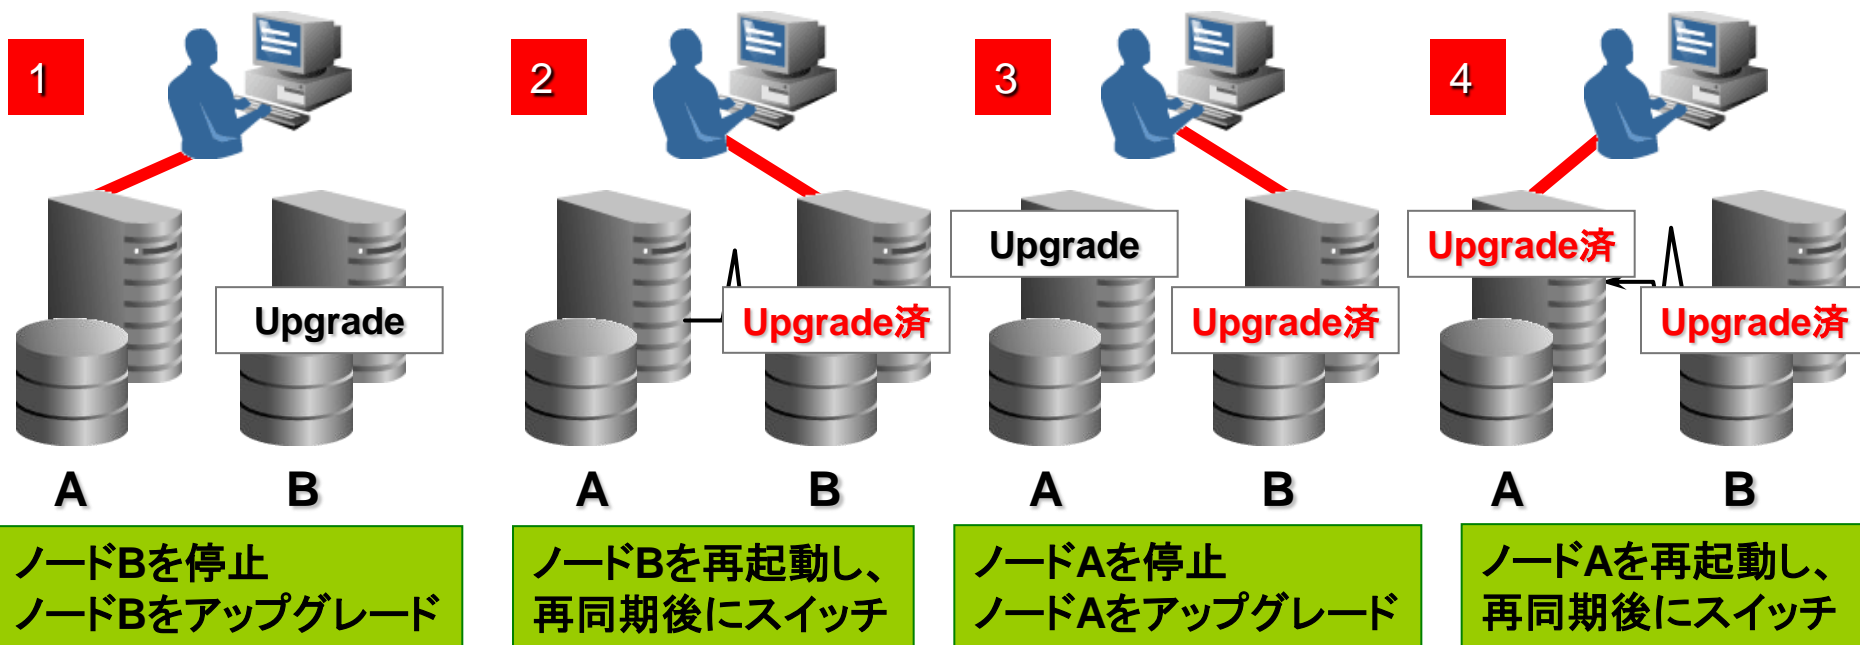 1
Upgrade
A
B
ノードBを停止
ノードBをアップグレード
2
Upgrade済
A
B
ノードBを再起動し、
再同期後にスイッチ
3
Upgrade
Upgrade済
A
B
ノードAを停止
ノードAをアップグレード
4
Upgrade済
Upgrade済
A
B
ノードAを再起動し、
再同期後にスイッチ